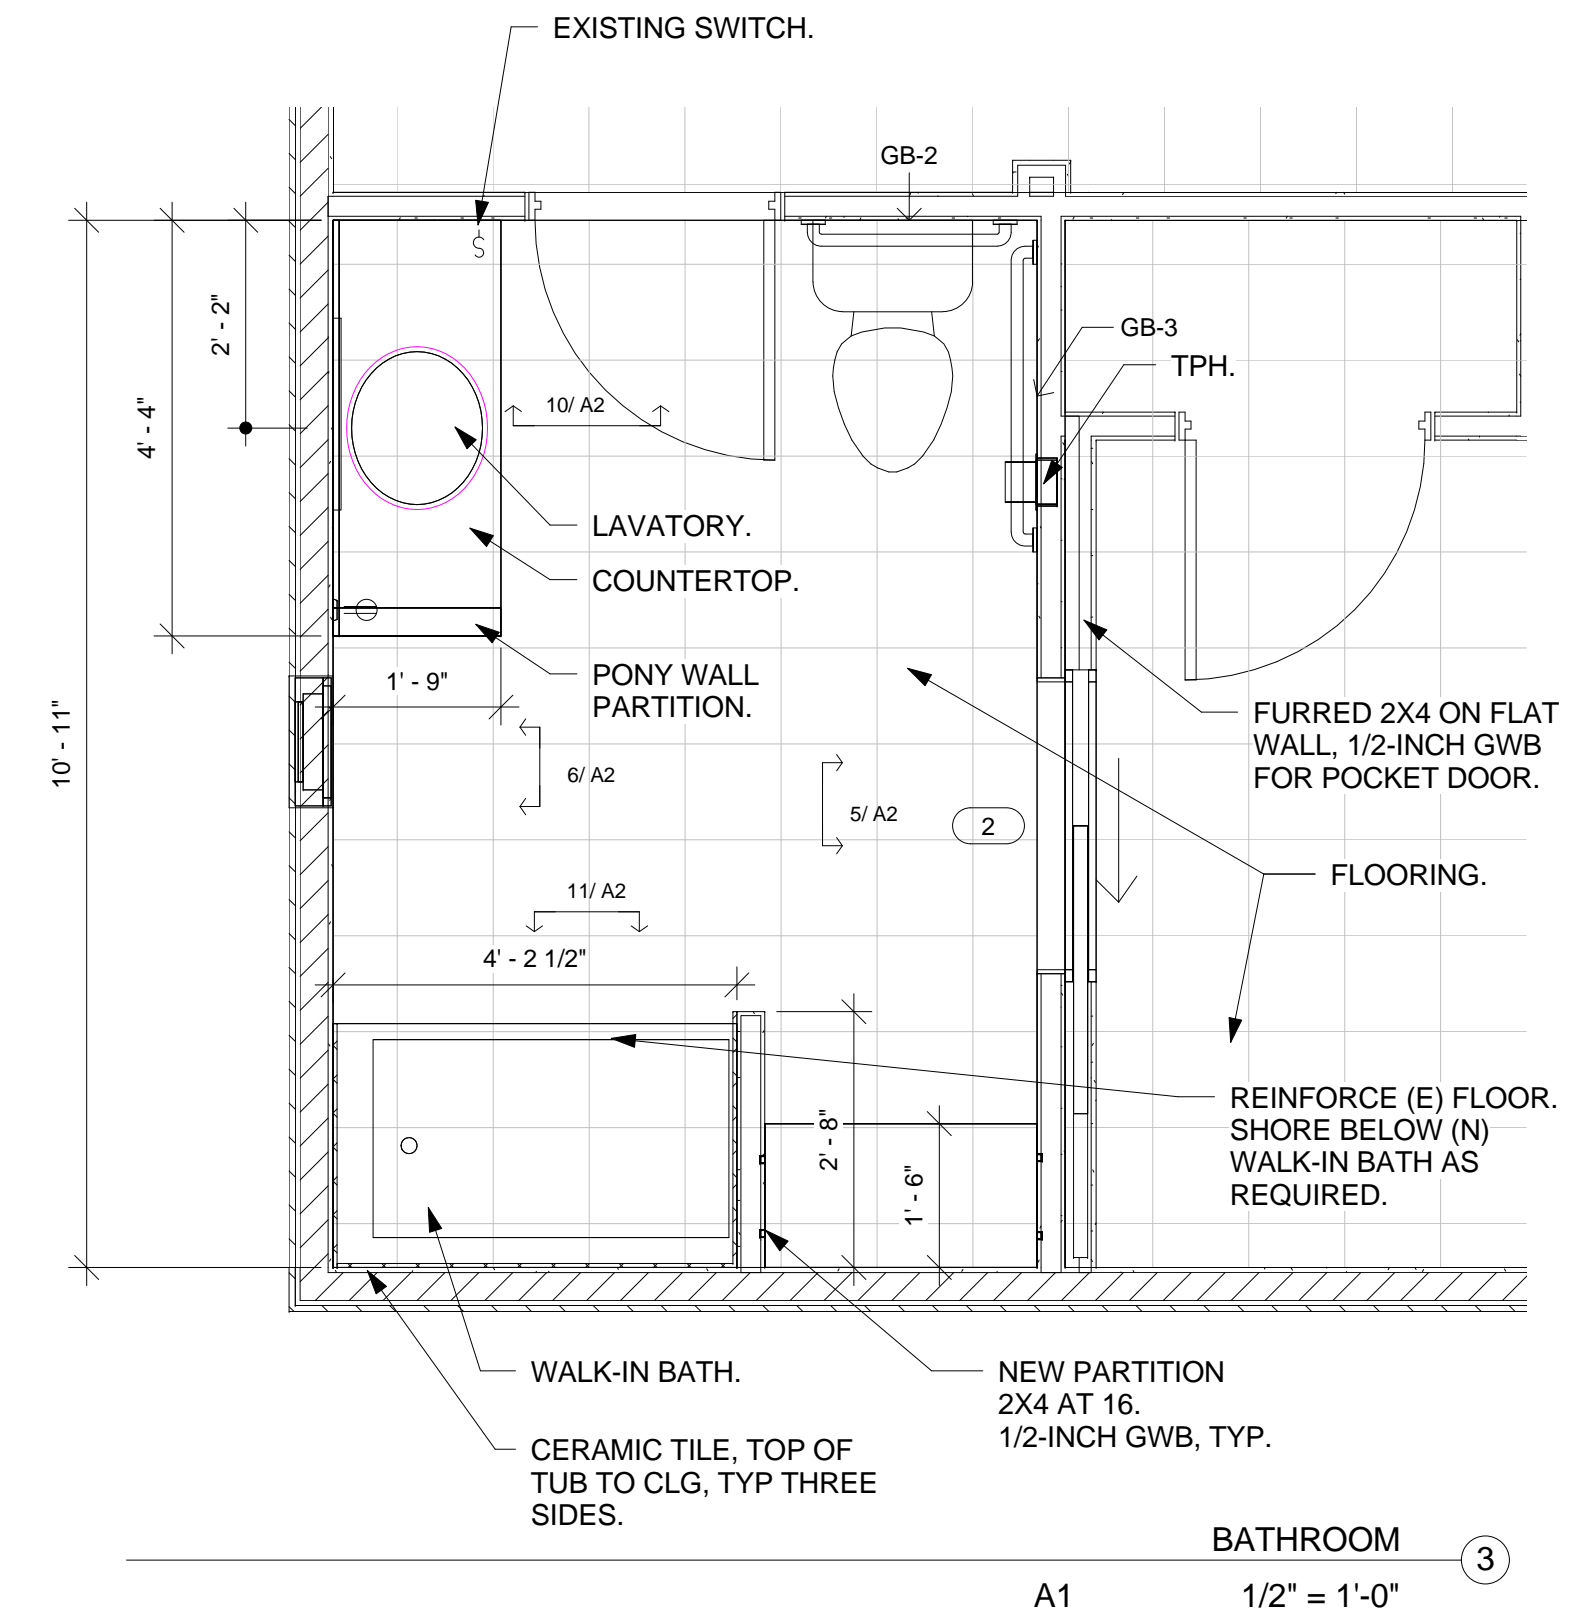 EXISTING SWITCH.
GB-2
S
2' - 2"
GB-3
TPH.
4' - 4"
10/ A2
LAVATORY.
COUNTERTOP.
PONY WALL
PARTITION.
1' - 9"
FURRED 2X4 ON FLAT
WALL, 1/2-INCH GWB
FOR POCKET DOOR.
10' - 11"
6/ A2
5/ A2
2
FLOORING.
11/ A2
4' - 2 1/2"
REINFORCE (E) FLOOR.
SHORE BELOW (N)
WALK-IN BATH AS
REQUIRED.
2' - 8"
1' - 6"
WALK-IN BATH.
NEW PARTITION
2X4 AT 16.
1/2-INCH GWB, TYP.
CERAMIC TILE, TOP OF
TUB TO CLG, TYP THREE
SIDES.
BATHROOM
3
A1
1/2" = 1'-0"